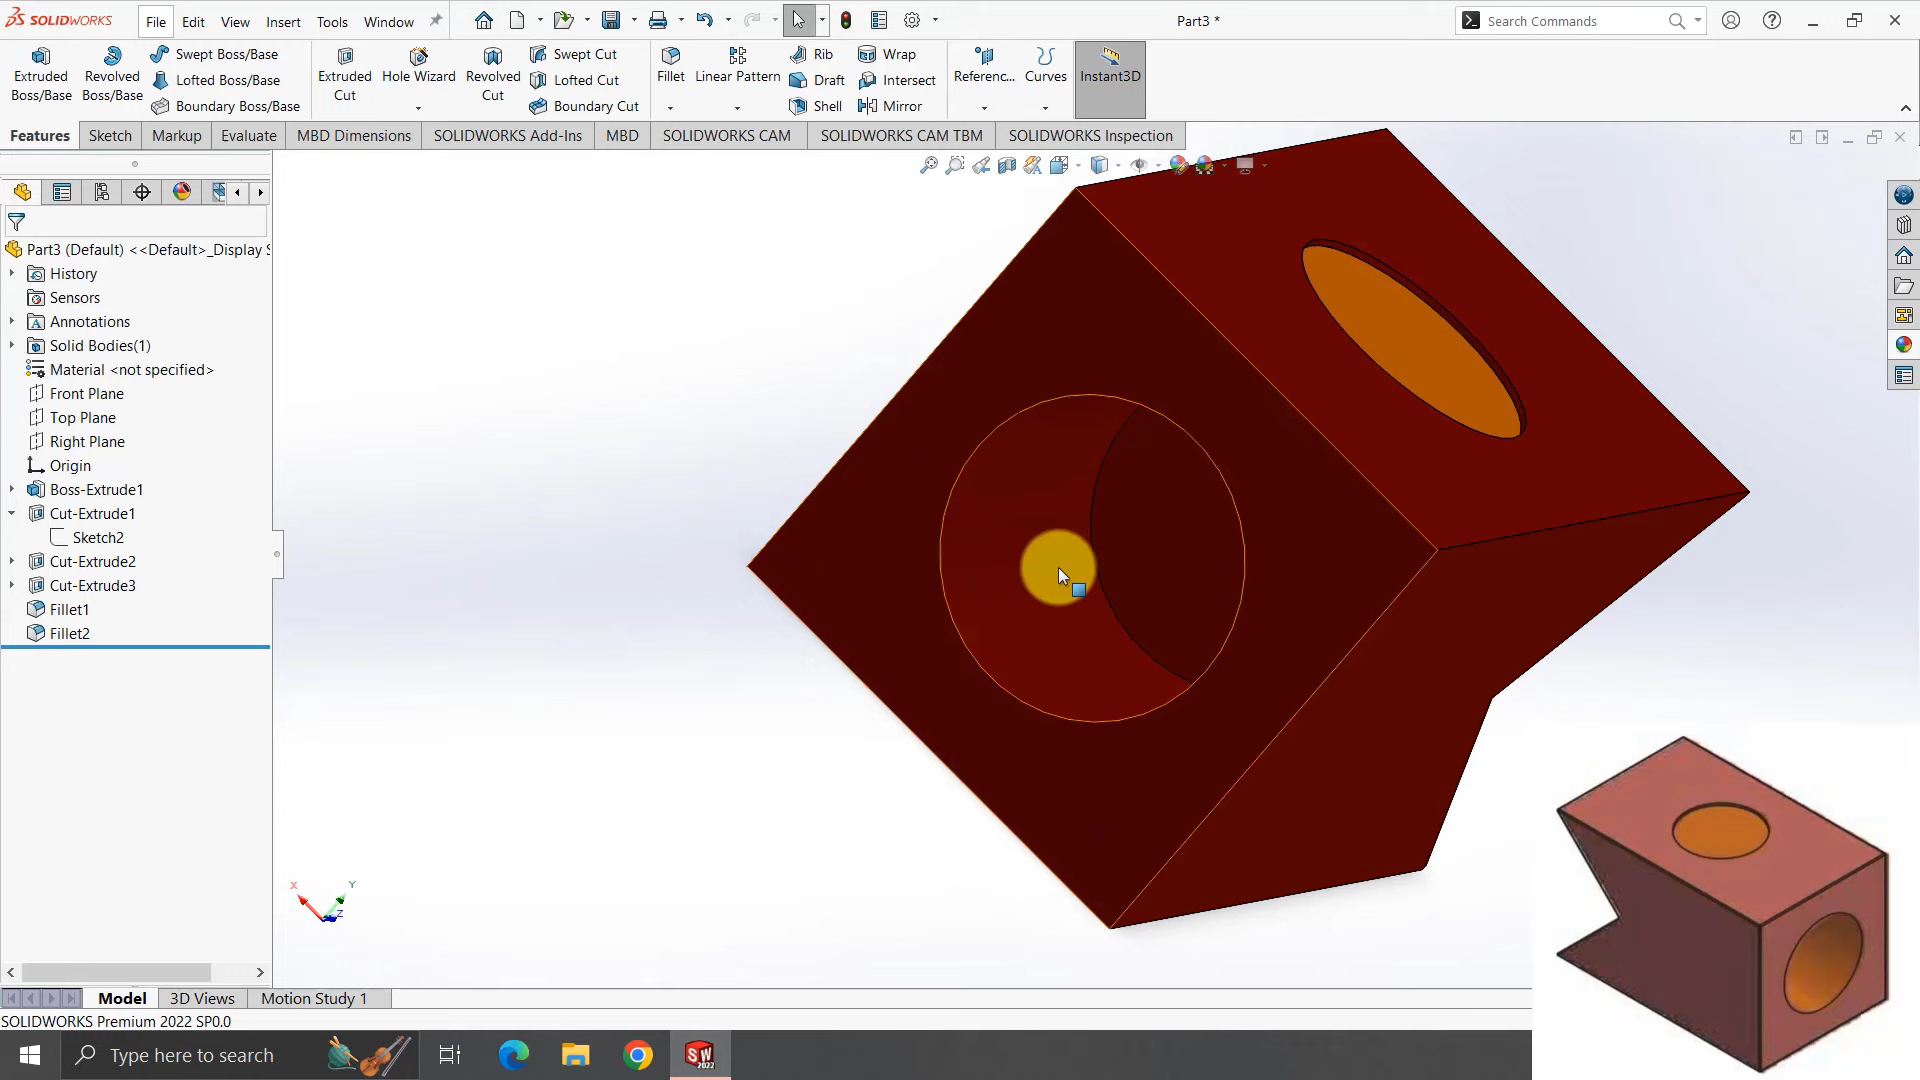 SOLIDWORKS File Edit View Insert Tools Window Part3 * Search Commands
Extruded Boss/Base
Revolved Boss/Base
Swept Boss/Base
Lofted Boss/Base
Boundary Boss/Base
Extruded Cut
Hole Wizard
Revolved Cut
Swept Cut
Lofted Cut
Boundary Cut
Fillet
Linear Pattern
Rib
Draft
Shell
Wrap
Intersect
Mirror
Referenc...
Curves
Instant3D
Features Sketch Markup Evaluate MBD Dimensions SOLIDWORKS Add-Ins MBD SOLIDWORKS CAM SOLIDWORKS CAM TBM SOLIDWORKS Inspection
Part3 (Default) <<Default>_Display S
History
Sensors
Annotations
Solid Bodies(1)
Material <not specified>
Front Plane
Top Plane
Right Plane
Origin
Boss-Extrude1
Cut-Extrude1
Sketch2
Cut-Extrude2
Cut-Extrude3
Fillet1
Fillet2
X
Y
Z
Model 3D Views Motion Study 1
SOLIDWORKS Premium 2022 SP0.0
Type here to search
SW
2022